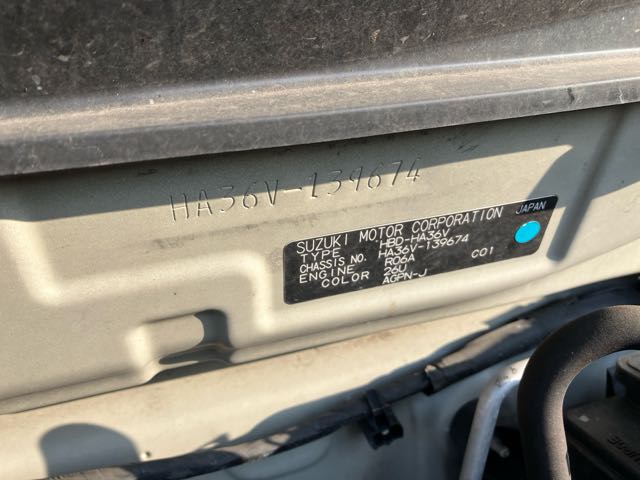 HA36V-139674
SUZUKI MOTOR CORPORATION JAPAN
TYPE HBD-HA36V
CHASSIS NO. HA36V-139674
ENGINE R06A C01
COLOR 26U
AGPN-J